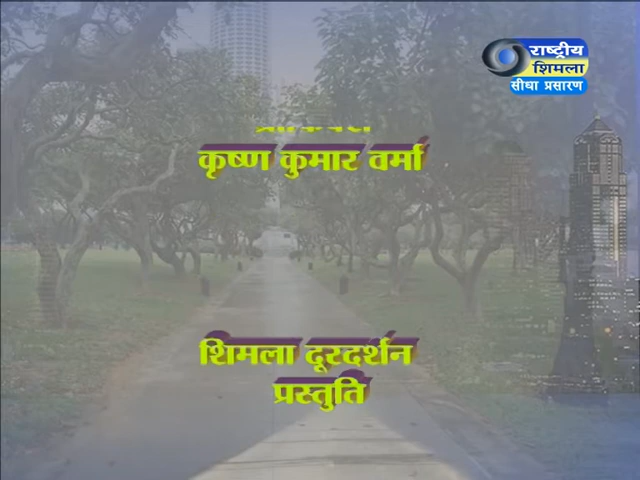 राष्ट्रीय
शिमला
सीधा प्रसारण
कृष्ण कुमार वर्मा
शिमला दूरदर्शन
प्रस्तुति